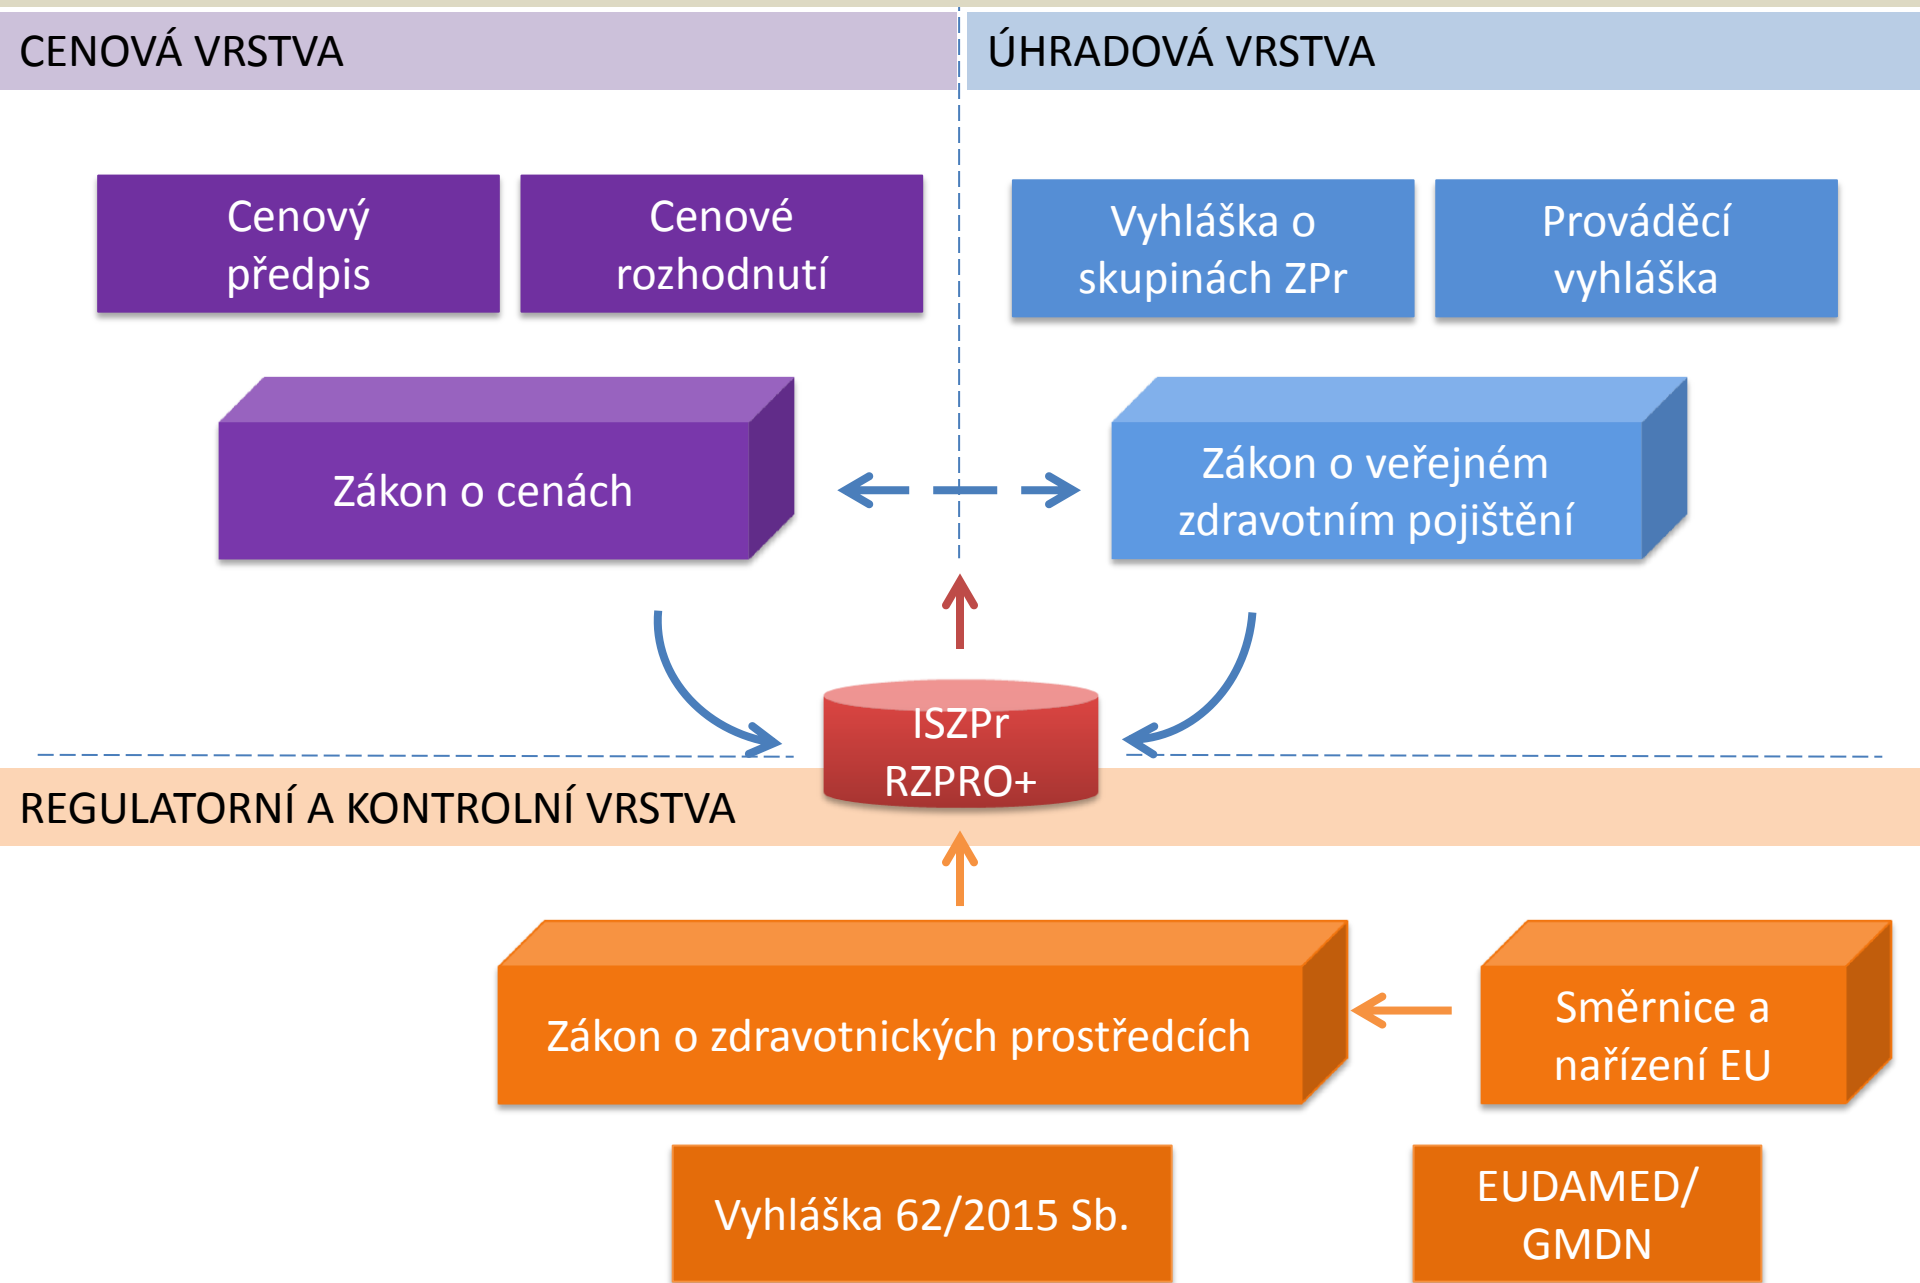 CENOVÁ VRSTVA
ÚHRADOVÁ VRSTVA
Cenový
předpis
Cenové
rozhodnutí
Vyhláška o
skupinách ZPr
Prováděcí
vyhláška
Zákon o cenách
Zákon o veřejném
zdravotním pojištění
ISZPr
RZPRO+
REGULATORNÍ A KONTROLNÍ VRSTVA
Zákon o zdravotnických prostředcích
Směrnice a
nařízení EU
Vyhláška 62/2015 Sb.
EUDAMED/
GMDN